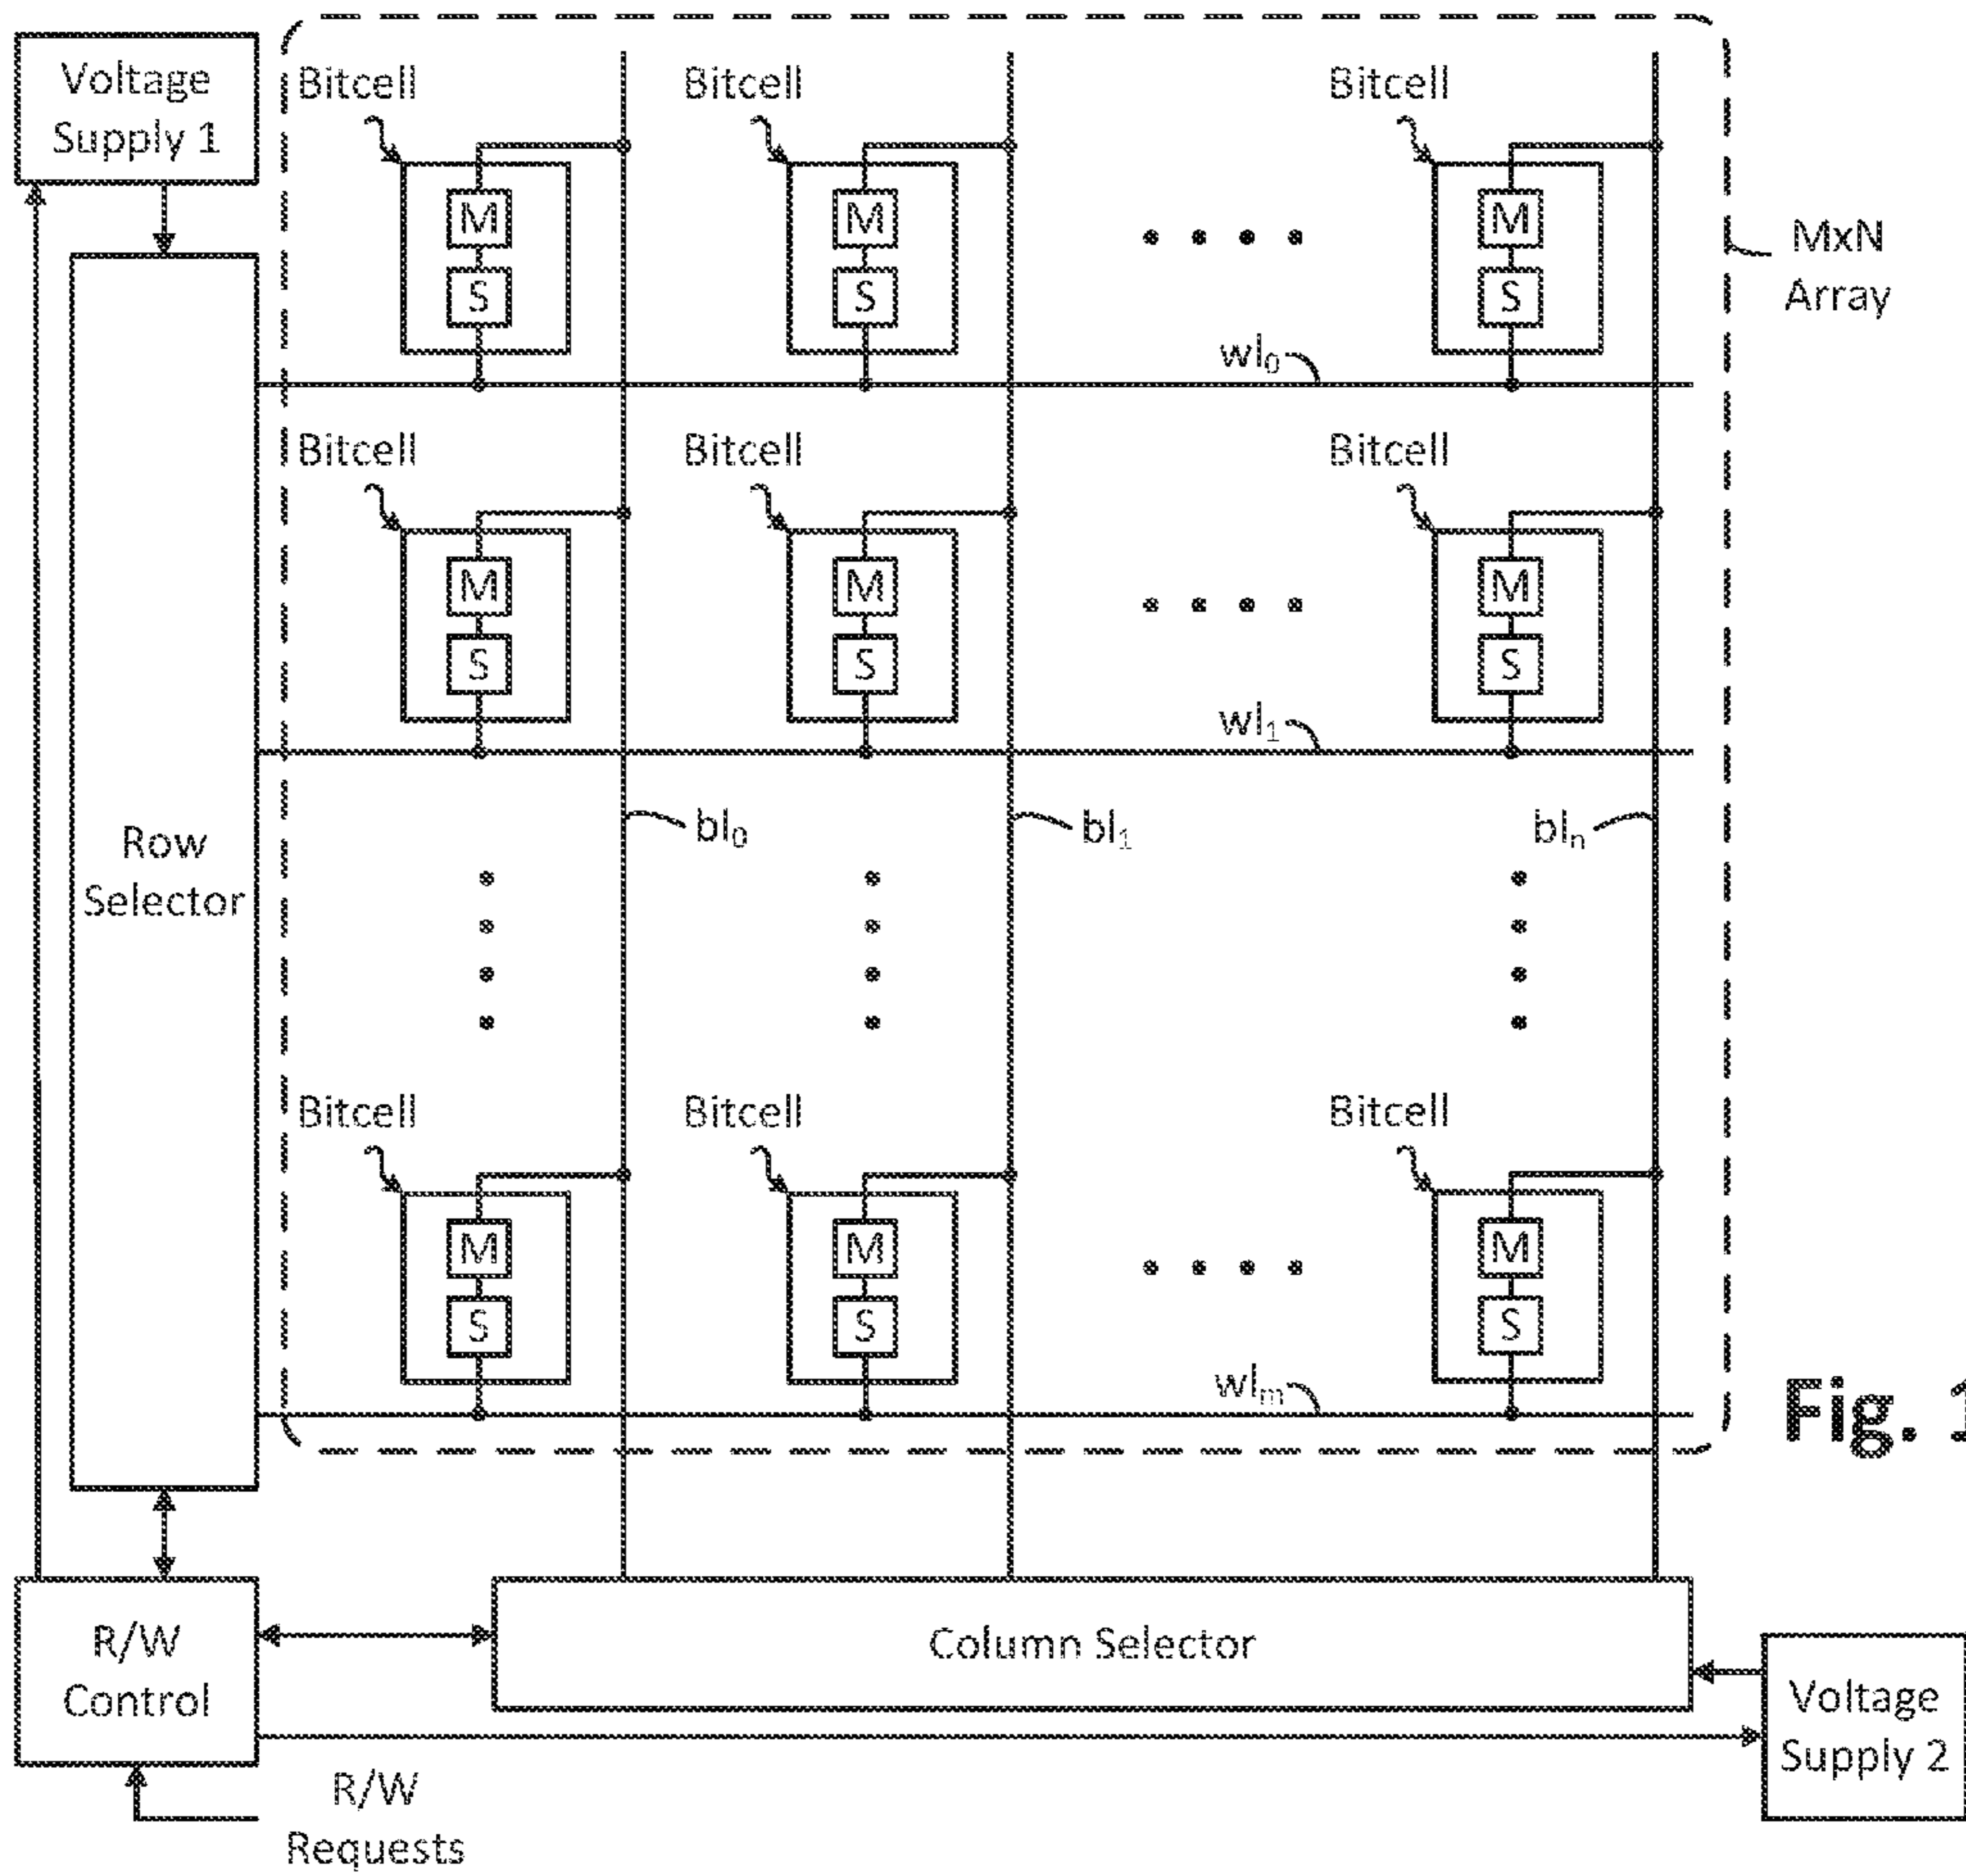 Voltage
Supply 1
Bitcell
Bitcell
Bitcell
M
M
M
S
S
S
MxN
Array
wl₀
Bitcell
Bitcell
Bitcell
M
M
M
S
S
S
wl₁
Row
Selector
bl₀
bl₁
blₙ
Bitcell
Bitcell
Bitcell
M
M
M
S
S
S
wlₘ
Fig. 1
R/W
Control
Column Selector
Voltage
Supply 2
R/W
Requests